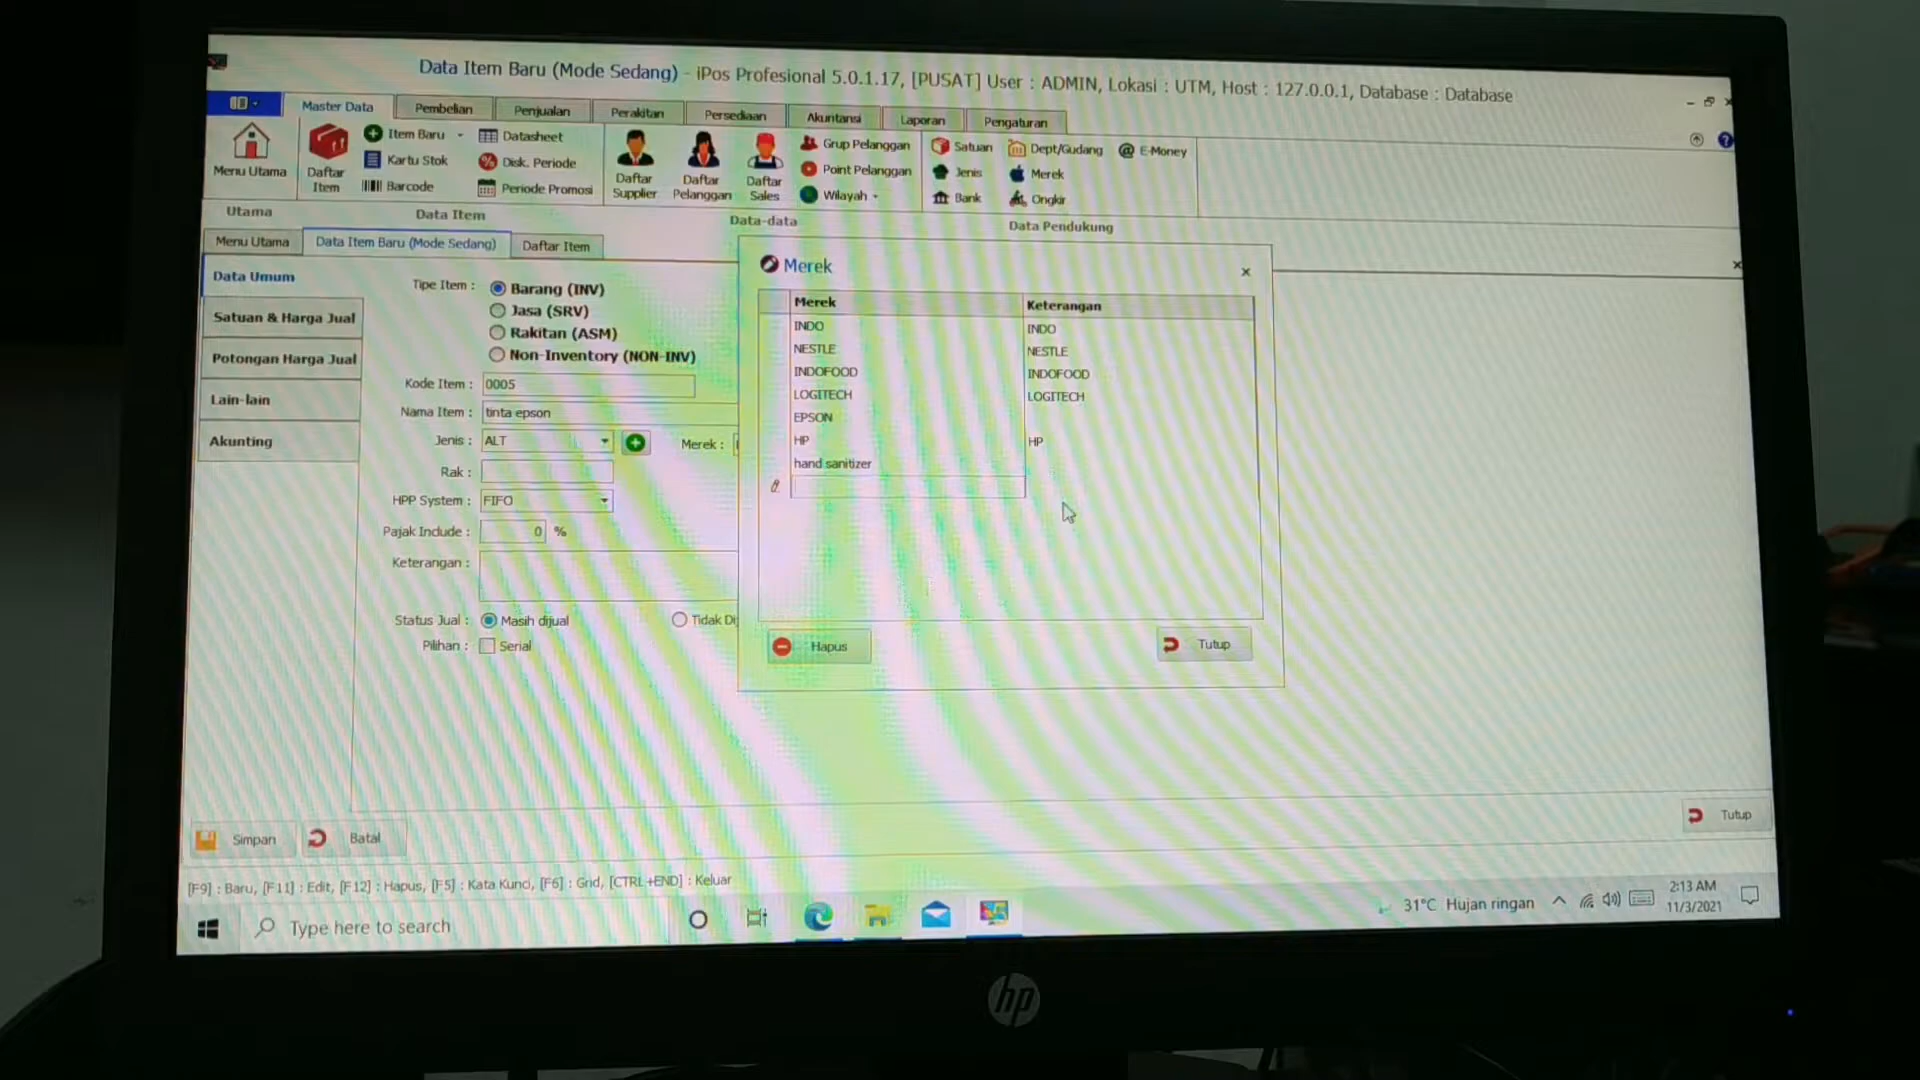 Data Item Baru (Mode Sedang) - iPos Profesional 5.0.1.17, [PUSAT] User : ADMIN, Lokasi : UTM, Host : 127.0.0.1, Database : Database
Master Data Pembelian Penjualan Perakitan Persediaan Akuntansi Laporan Pengaturan
Menu Utama
Daftar Item
Item Baru
Kartu Stok
Barcode
Datasheet
Disk. Periode
Periode Promosi
Daftar Supplier
Daftar Pelanggan
Daftar Sales
Grup Pelanggan
Point Pelanggan
Wilayah
Satuan
Jenis
Bank
Dept/Gudang
Merek
Ongkir
@ E-Money
Utama
Data Item
Data-data
Data Pendukung
Menu Utama Data Item Baru (Mode Sedang) Daftar Item
Data Umum
Satuan & Harga Jual
Potongan Harga Jual
Lain-lain
Akunting
Tipe Item : Barang (INV)
Jasa (SRV)
Rakitan (ASM)
Non-Inventory (NON-INV)
Kode Item : 0005
Nama Item : tinta epson
Jenis : ALT Merek :
Rak :
HPP System : FIFO
Pajak Include : 0 %
Keterangan :
Status Jual : Masih dijual Tidak Di
Pilihan : Serial
Merek
Merek Keterangan
INDO INDO
NESTLE NESTLE
INDOFOOD INDOFOOD
LOGITECH LOGITECH
EPSON
HP HP
hand sanitizer
Hapus Tutup
Simpan Batal Tutup
[F9] : Baru, [F11] : Edit, [F12] : Hapus, [F5] : Kata Kunci, [F6] : Grid, [CTRL+END] : Keluar
Type here to search
31°C Hujan ringan
2:13 AM
11/3/2021
hp